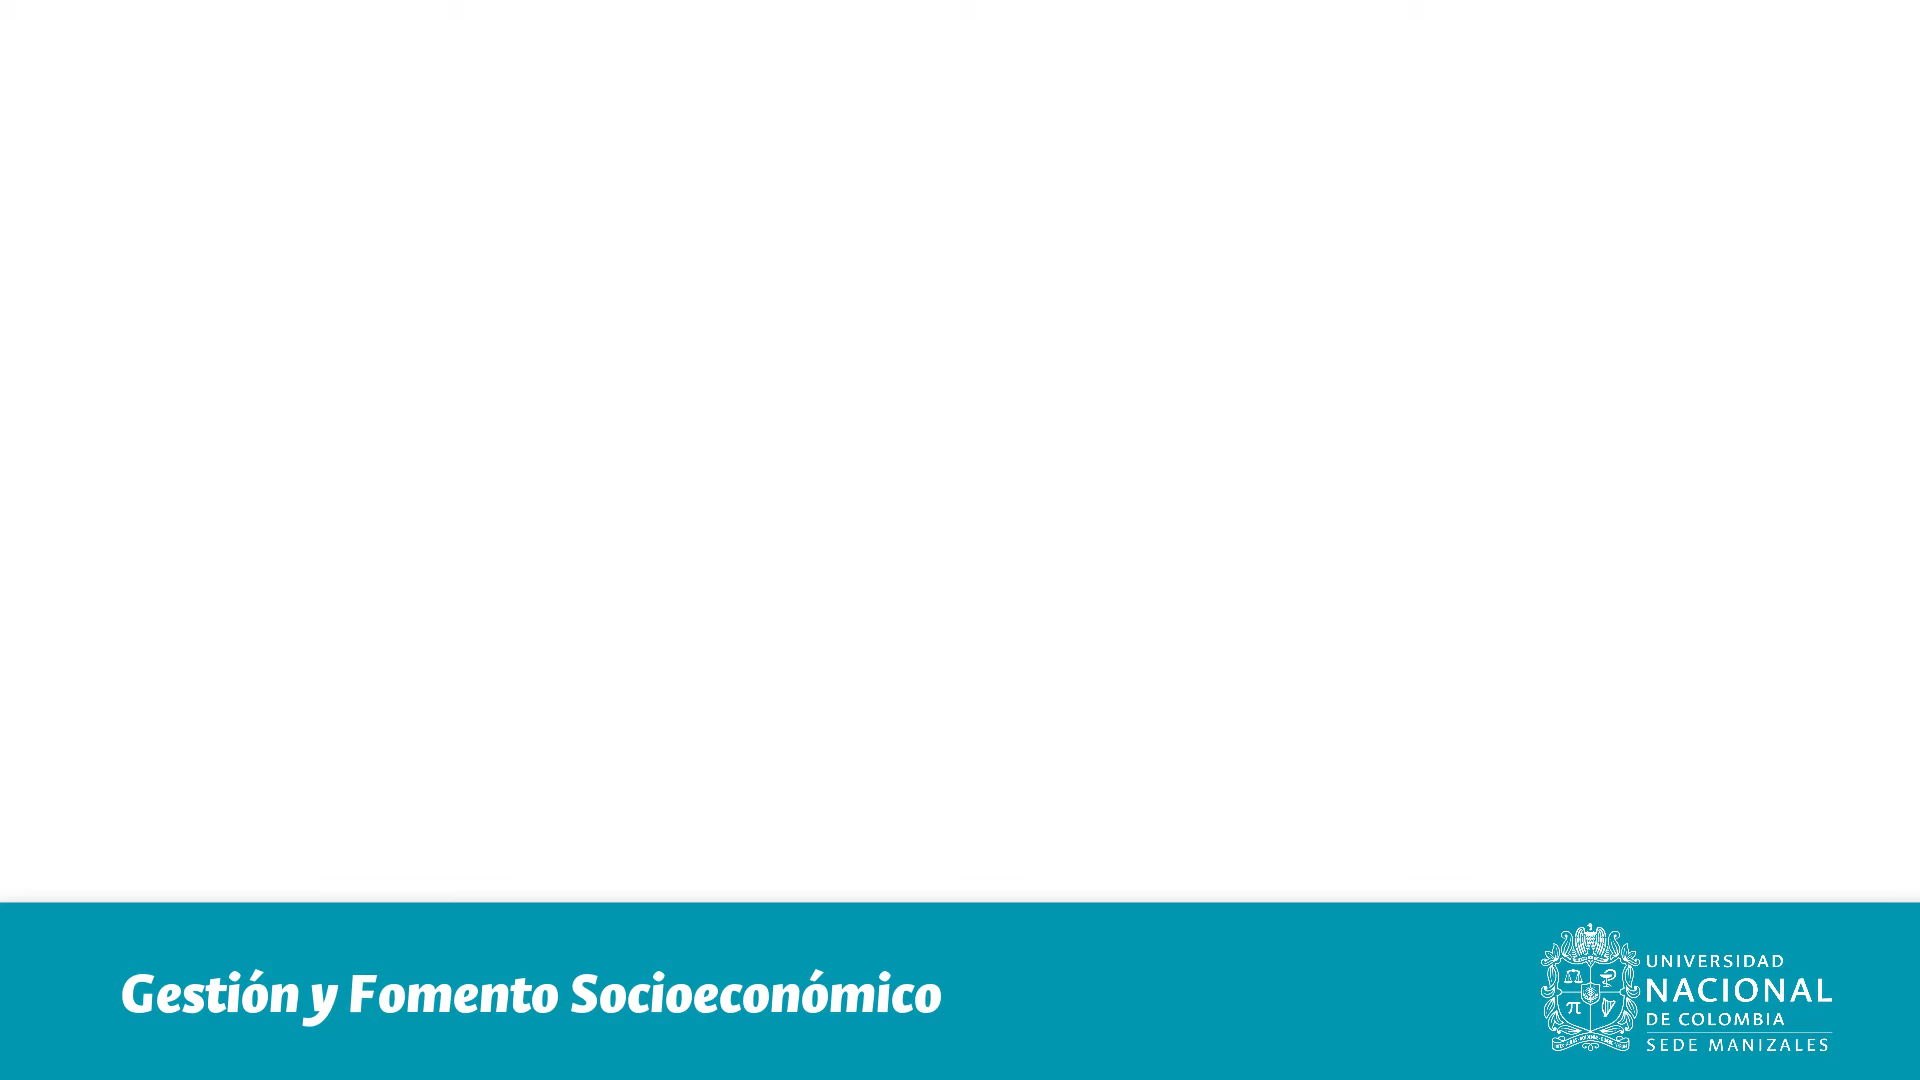 Gestión y Fomento Socioeconómico
UNIVERSIDAD
NACIONAL
DE COLOMBIA
SEDE MANIZALES
π